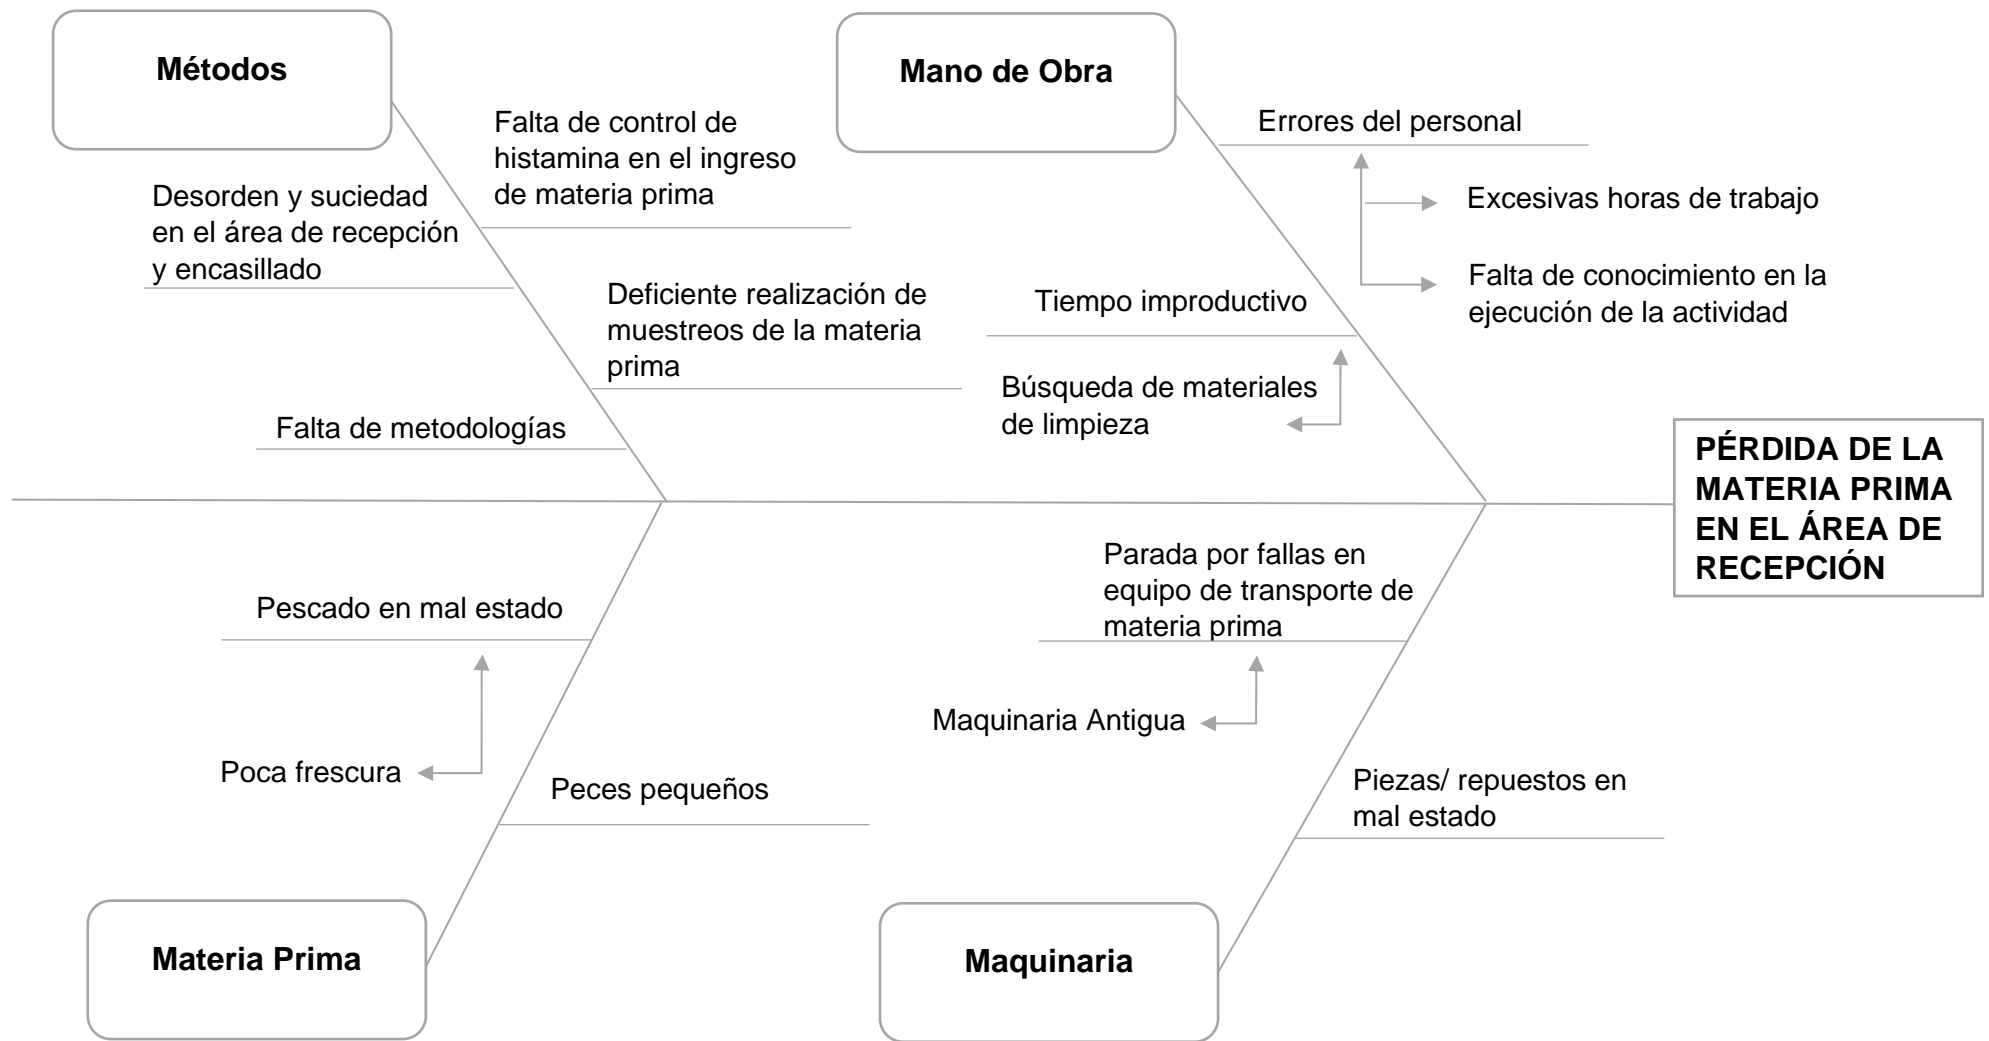 Métodos
Mano de Obra
Falta de control de
histamina en el ingreso
de materia prima
Errores del personal
Desorden y suciedad
en el área de recepción
y encasillado
Excesivas horas de trabajo
Falta de conocimiento en la
ejecución de la actividad
Deficiente realización de
muestreos de la materia
prima
Tiempo improductivo
Búsqueda de materiales
de limpieza
Falta de metodologías
PÉRDIDA DE LA
MATERIA PRIMA
EN EL ÁREA DE
RECEPCIÓN
Pescado en mal estado
Parada por fallas en
equipo de transporte de
materia prima
Maquinaria Antigua
Poca frescura
Peces pequeños
Piezas/ repuestos en
mal estado
Materia Prima
Maquinaria